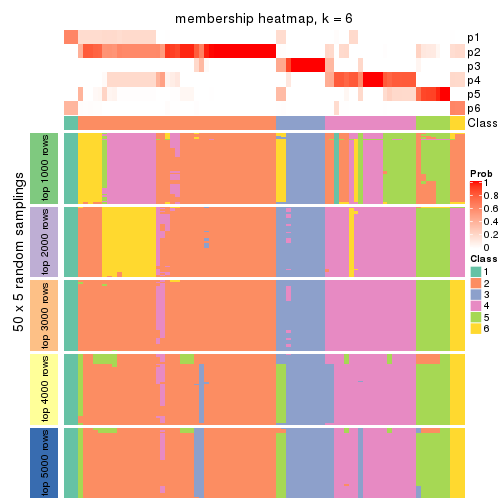 membership heatmap, k = 6
p1
p2
p3
p4
p5
p6
Class
50 x 5 random samplings
top 1000 rows
top 2000 rows
top 3000 rows
top 4000 rows
top 5000 rows
Prob
1
0.8
0.6
0.4
0.2
0
Class
1
2
3
4
5
6